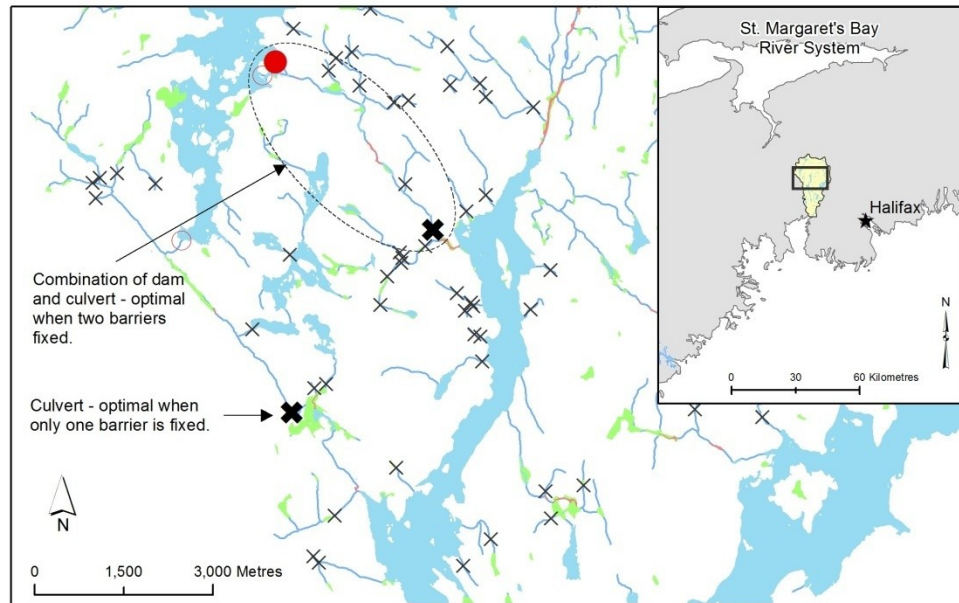 St. Margaret's Bay
River System
Halifax
N
0 30 60 Kilometres
Combination of dam
and culvert - optimal
when two barriers
fixed.
Culvert - optimal when
only one barrier is fixed.
N
0 1,500 3,000 Metres